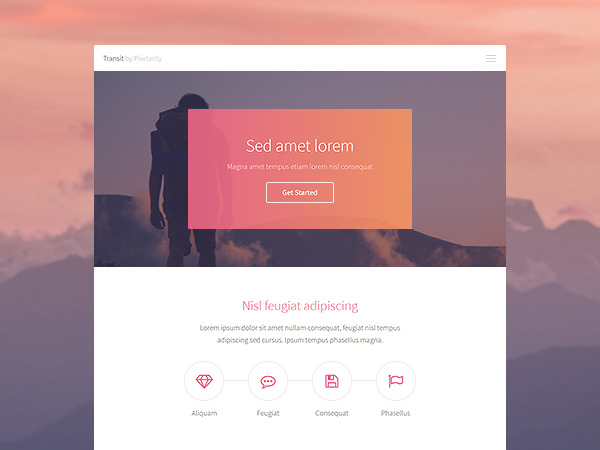 Transit by Pixelarity
Sed amet lorem
Magna amet tempus etiam lorem nisl consequat
Get Started
Nisl feugiat adipiscing
Lorem ipsum dolor sit amet nullam consequat, feugiat nisl tempus
adipiscing sed cursus. Ipsum tempus phasellus magna.
Aliquam Feugiat Consequat Phasellus